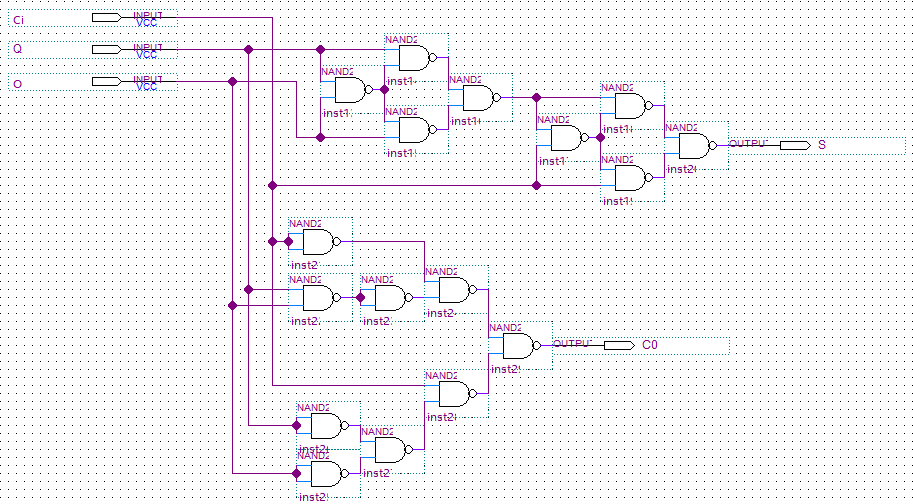 Ci INPUT
VCC
Q INPUT
VCC
O INPUT
VCC
NAND2
inst1
NAND2
inst1
NAND2
inst1
NAND2
inst1
NAND2
inst1
NAND2
inst1
NAND2
inst1
NAND2
inst2
OUTPUT S
NAND2
inst2
NAND2
inst2
NAND2
inst2
NAND2
inst2
NAND2
inst2
OUTPUT C0
NAND2
inst2
NAND2
inst2
NAND2
inst2
NAND2
inst2